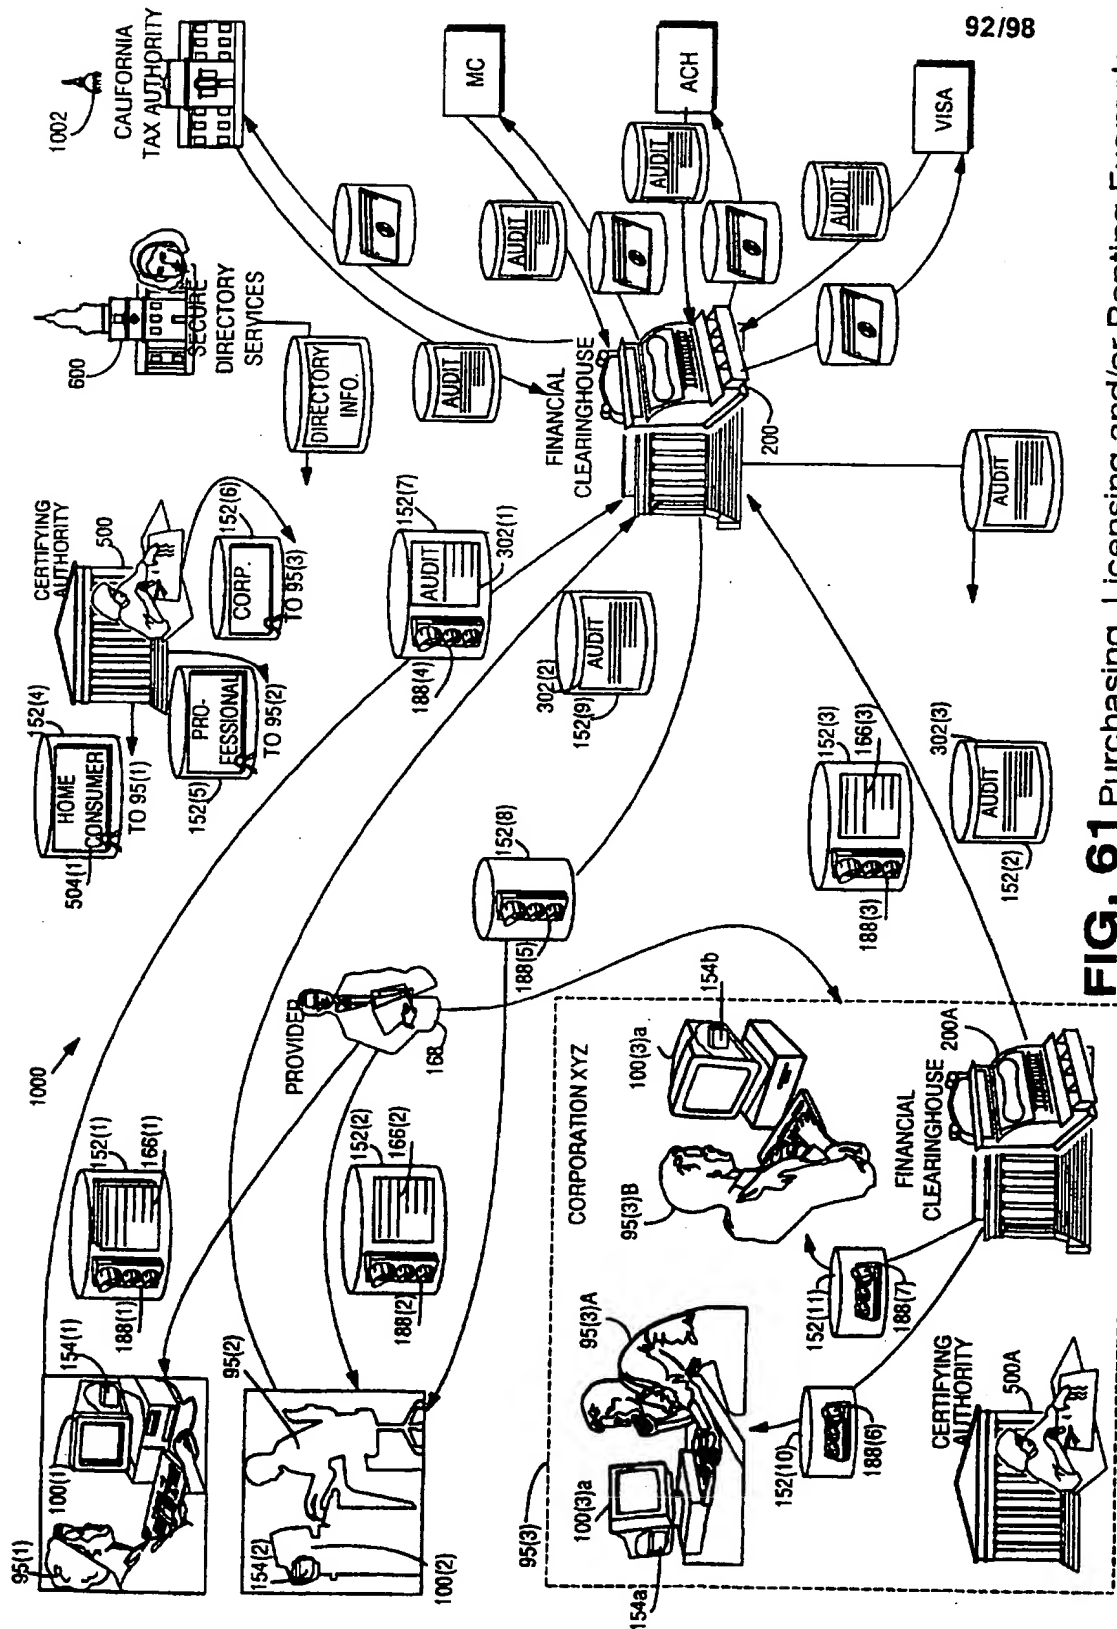 92/98
1002
CALIFORNIA
TAX AUTHORITY
MC
ACH
VISA
600
SECURE
DIRECTORY
SERVICES
DIRECTORY
INFO.
AUDIT
AUDIT
AUDIT
AUDIT
FINANCIAL
CLEARINGHOUSE
200
AUDIT
CERTIFYING
AUTHORITY
500
152(4)
HOME
CONSUMER
504(1)
TO 95(1)
PRO-
FESSIONAL
152(5)
TO 95(2)
152(6)
CORP.
TO 95(3)
152(7)
AUDIT
302(1)
188(4)
302(2)
AUDIT
152(9)
152(8)
188(5)
1000
PROVIDER
168
152(1)
166(1)
188(1)
152(2)
166(2)
188(2)
152(3)
166(3)
188(3)
302(3)
AUDIT
152(2)
95(1)
100(1)
154(1)
95(2)
154(2)
100(2)
95(3)
CORPORATION XYZ
100(3)a
154a
95(3)A
95(3)B
100(3)a
154b
152(10)
188(6)
152(11)
188(7)
FINANCIAL
CLEARINGHOUSE
200A
CERTIFYING
AUTHORITY
500A
FIG. 61 Purchasing, Licensing and/or Renting Example